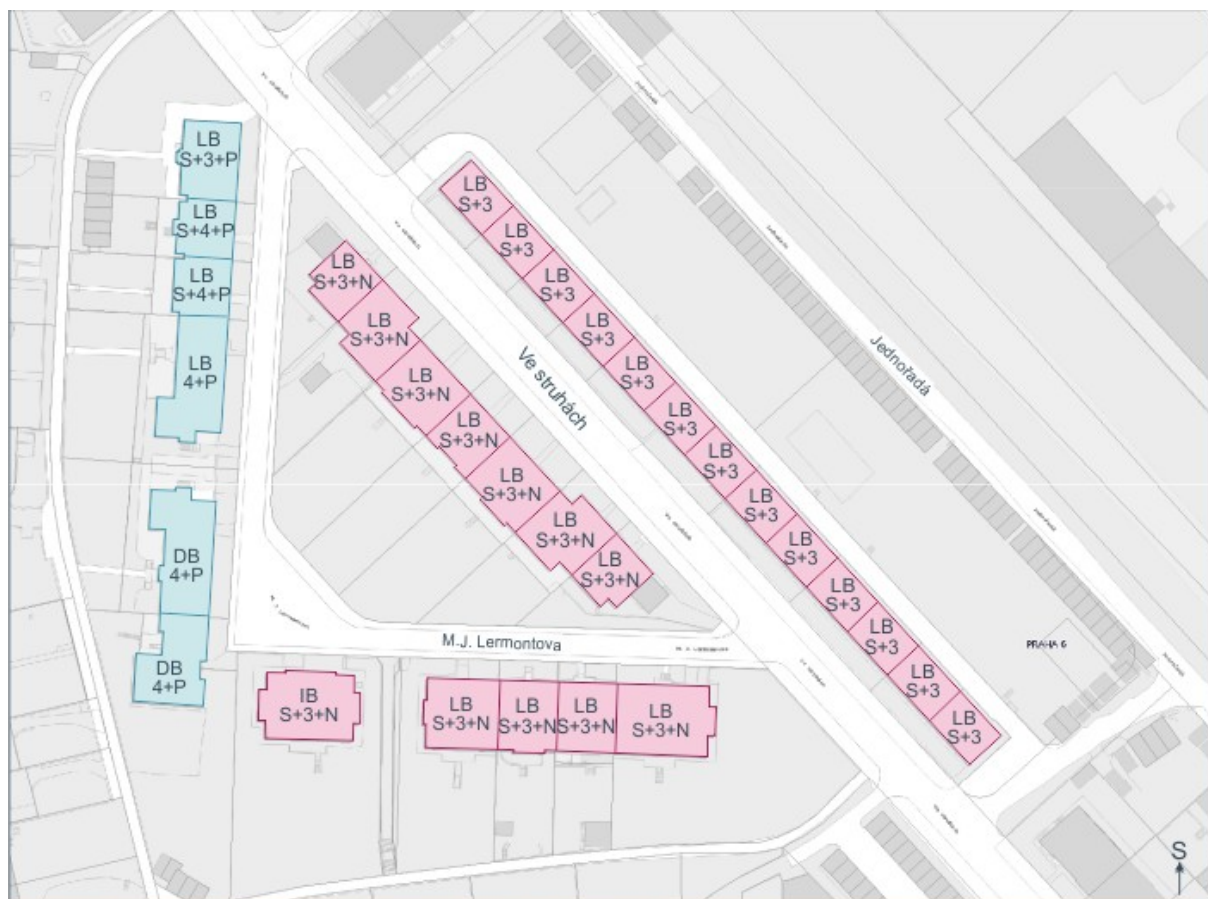 LB
S+3+P
LB
S+4+P
LB
S+4+P
LB
4+P
DB
4+P
DB
4+P
LB
S+3+N
LB
S+3+N
LB
S+3+N
LB
S+3+N
LB
S+3+N
LB
S+3+N
LB
S+3+N
Ve struhách
LB
S+3
LB
S+3
LB
S+3
LB
S+3
LB
S+3
LB
S+3
LB
S+3
LB
S+3
LB
S+3
LB
S+3
LB
S+3
LB
S+3
LB
S+3
Jednořadá
M.J. Lermontova
PRAHA 6
IB
S+3+N
LB
S+3+N
LB
S+3+N
LB
S+3+N
LB
S+3+N
S